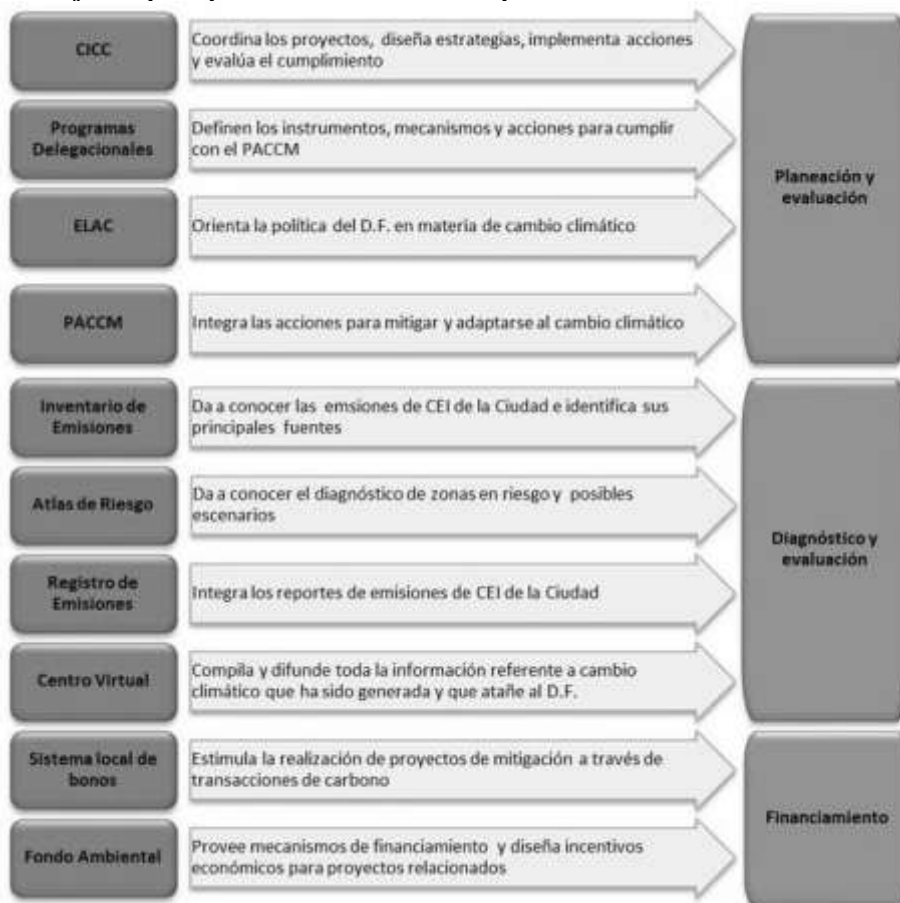 CICC
Coordina los proyectos, diseña estrategias, implementa acciones
y evalúa el cumplimiento
Programas
Delegacionales
Definen los instrumentos, mecanismos y acciones para cumplir
con el PACCM
ELAC
Orienta la política del D.F. en materia de cambio climático
PACCM
Integra las acciones para mitigar y adaptarse al cambio climático
Planeación y
evaluación
Inventario de
Emisiones
Da a conocer las emsiones de CEI de la Ciudad e identifica sus
principales fuentes
Atlas de Riesgo
Da a conocer el diagnóstico de zonas en riesgo y posibles
escenarios
Registro de
Emisiones
Integra los reportes de emisiones de CEI de la Ciudad
Centro Virtual
Compila y difunde toda la información referente a cambio
climático que ha sido generada y que atañe al D.F.
Diagnóstico y
evaluación
Sistema local de
bonos
Estimula la realización de proyectos de mitigación a través de
transacciones de carbono
Fondo Ambiental
Provee mecanismos de financiamiento y diseña incentivos
económicos para proyectos relacionados
Financiamiento